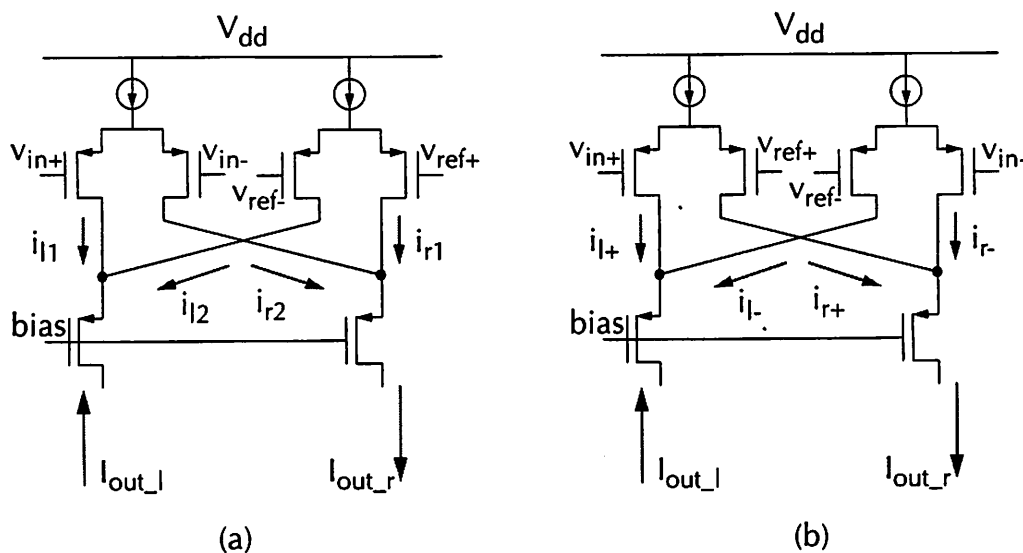 V_dd
v_in+ v_in- v_ref- v_ref+
i_l1 i_r1
i_l2 i_r2
bias
I_out_l I_out_r
(a)
V_dd
v_in+ v_ref+ v_ref- v_in-
i_l+ i_r-
i_l- i_r+
bias
I_out_l I_out_r
(b)